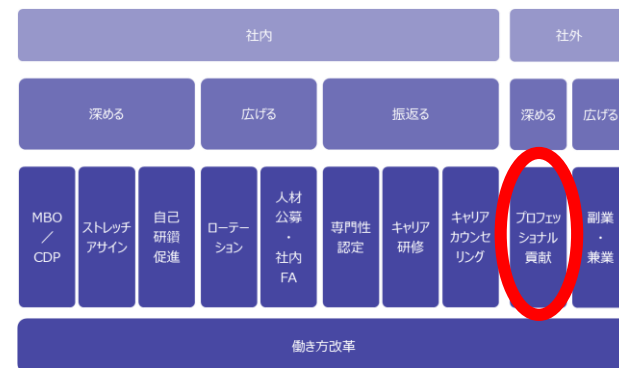 社内
社外
深める
広げる
振返る
深める
広げる
MBO
／
CDP
ストレッチ
アサイン
自己
研鑽
促進
ローテー
ション
人材
公募
・
社内
FA
専門性
認定
キャリア
研修
キャリア
カウンセ
リング
プロフェッ
ショナル
貢献
副業
・
兼業
働き方改革